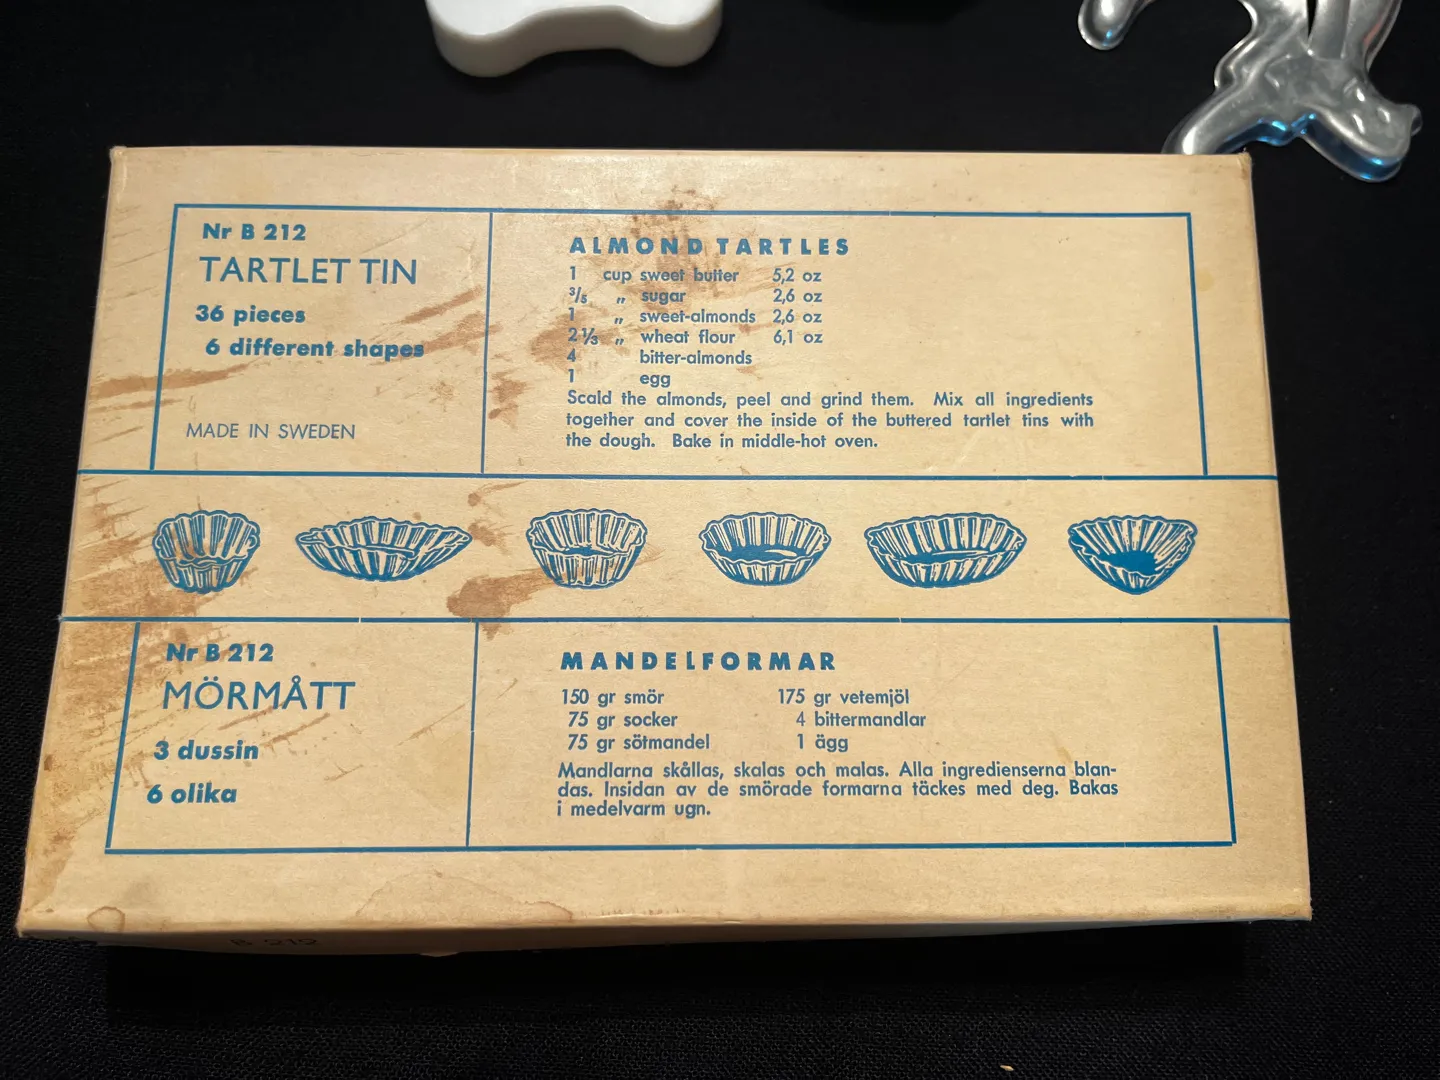 Nr B 212
TARTLET TIN
36 pieces
6 different shapes
MADE IN SWEDEN
ALMOND TARTLES
1 cup sweet butter 5,2 oz
3/5 „ sugar 2,6 oz
1 „ sweet-almonds 2,6 oz
2 1/3 „ wheat flour 6,1 oz
4 bitter-almonds
1 egg
Scald the almonds, peel and grind them. Mix all ingredients
together and cover the inside of the buttered tartlet tins with
the dough. Bake in middle-hot oven.
Nr B 212
MÖRMÅTT
3 dussin
6 olika
MANDELFORMAR
150 gr smör 175 gr vetemjöl
75 gr socker 4 bittermandlar
75 gr sötmandel 1 ägg
Mandlarna skållas, skalas och malas. Alla ingredienserna blan-
das. Insidan av de smörade formarna täckes med deg. Bakas
i medelvarm ugn.
B 212